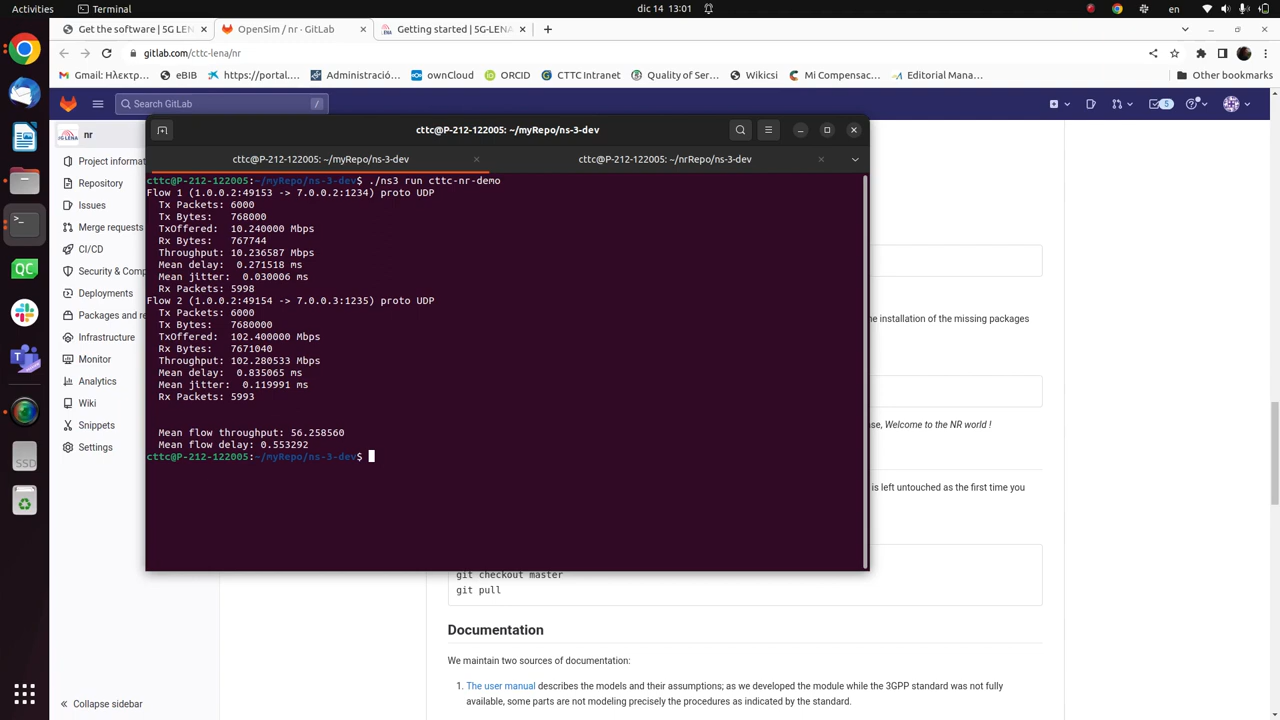 Activities
Terminal
dic 14 13:01
en
Get the software | 5G LENA
OpenSim / nr · GitLab
Getting started | 5G-LENA
gitlab.com/cttc-lena/nr
Gmail: Ηλεκτρ...
eBIB
https://portal....
Administració...
ownCloud
ORCID
CTTC Intranet
Quality of Serv...
Wikicsi
Mi Compensac...
Editorial Mana...
Other bookmarks
Search GitLab
/
5
nr
Project informat
Repository
Issues
Merge requests
CI/CD
Security & Comp
Deployments
Packages and re
Infrastructure
Monitor
Analytics
Wiki
Snippets
Settings
Collapse sidebar
cttc@P-212-122005: ~/myRepo/ns-3-dev
cttc@P-212-122005: ~/myRepo/ns-3-dev
cttc@P-212-122005: ~/nrRepo/ns-3-dev
cttc@P-212-122005:~/myRepo/ns-3-dev$ ./ns3 run cttc-nr-demo
Flow 1 (1.0.0.2:49153 -> 7.0.0.2:1234) proto UDP
Tx Packets: 6000
Tx Bytes: 768000
TxOffered: 10.240000 Mbps
Rx Bytes: 767744
Throughput: 10.236587 Mbps
Mean delay: 0.271518 ms
Mean jitter: 0.030006 ms
Rx Packets: 5998
Flow 2 (1.0.0.2:49154 -> 7.0.0.3:1235) proto UDP
Tx Packets: 6000
Tx Bytes: 7680000
TxOffered: 102.400000 Mbps
Rx Bytes: 7671040
Throughput: 102.280533 Mbps
Mean delay: 0.835065 ms
Mean jitter: 0.119991 ms
Rx Packets: 5993
Mean flow throughput: 56.258560
Mean flow delay: 0.553292
cttc@P-212-122005:~/myRepo/ns-3-dev$
he installation of the missing packages
ase, Welcome to the NR world !
is left untouched as the first time you
git checkout master
git pull
Documentation
We maintain two sources of documentation:
1. The user manual describes the models and their assumptions; as we developed the module while the 3GPP standard was not fully
available, some parts are not modeling precisely the procedures as indicated by the standard.